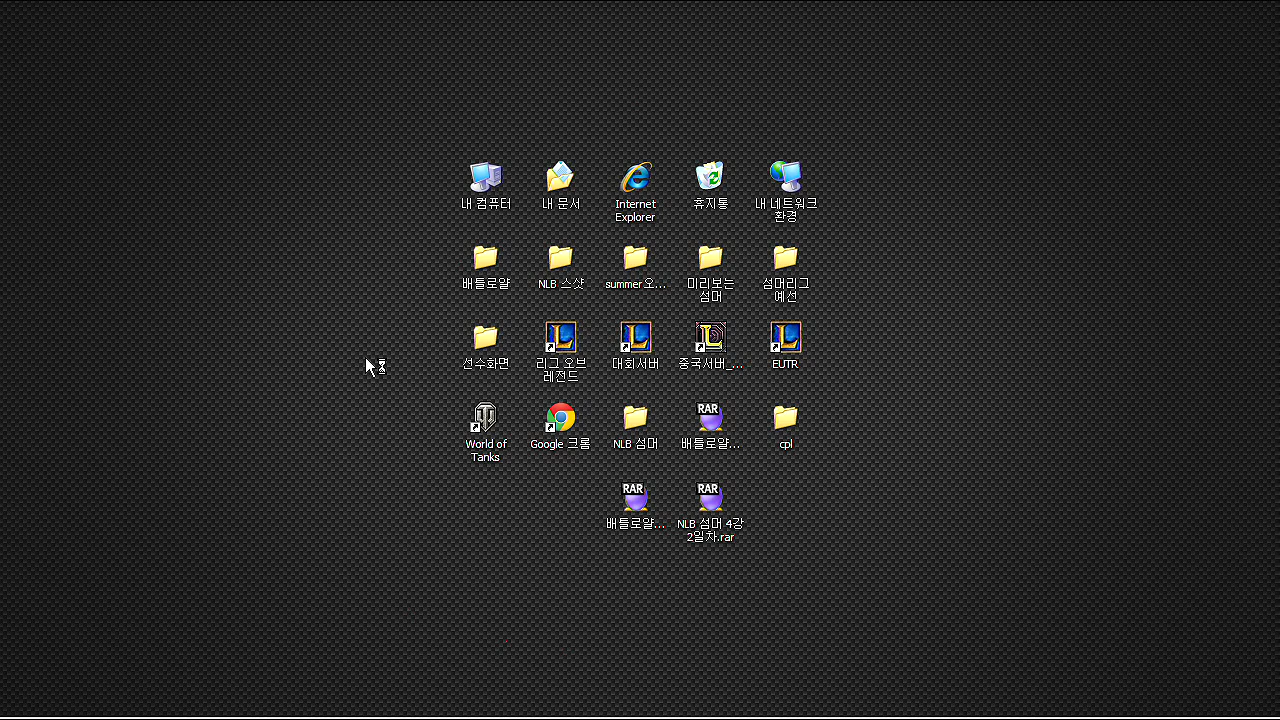 내 컴퓨터
내 문서
Internet
Explorer
휴지통
내 네트워크
환경
배틀로얄
NLB 스샷
summer오...
미리보는
섬머
섬머리그
예선
선수화면
리그 오브
레전드
대회서버
중국서버_...
EUTR
World of
Tanks
Google 크롬
NLB 섬머
RAR
배틀로얄...
cpl
RAR
배틀로얄...
RAR
NLB 섬머 4강
2일차.rar